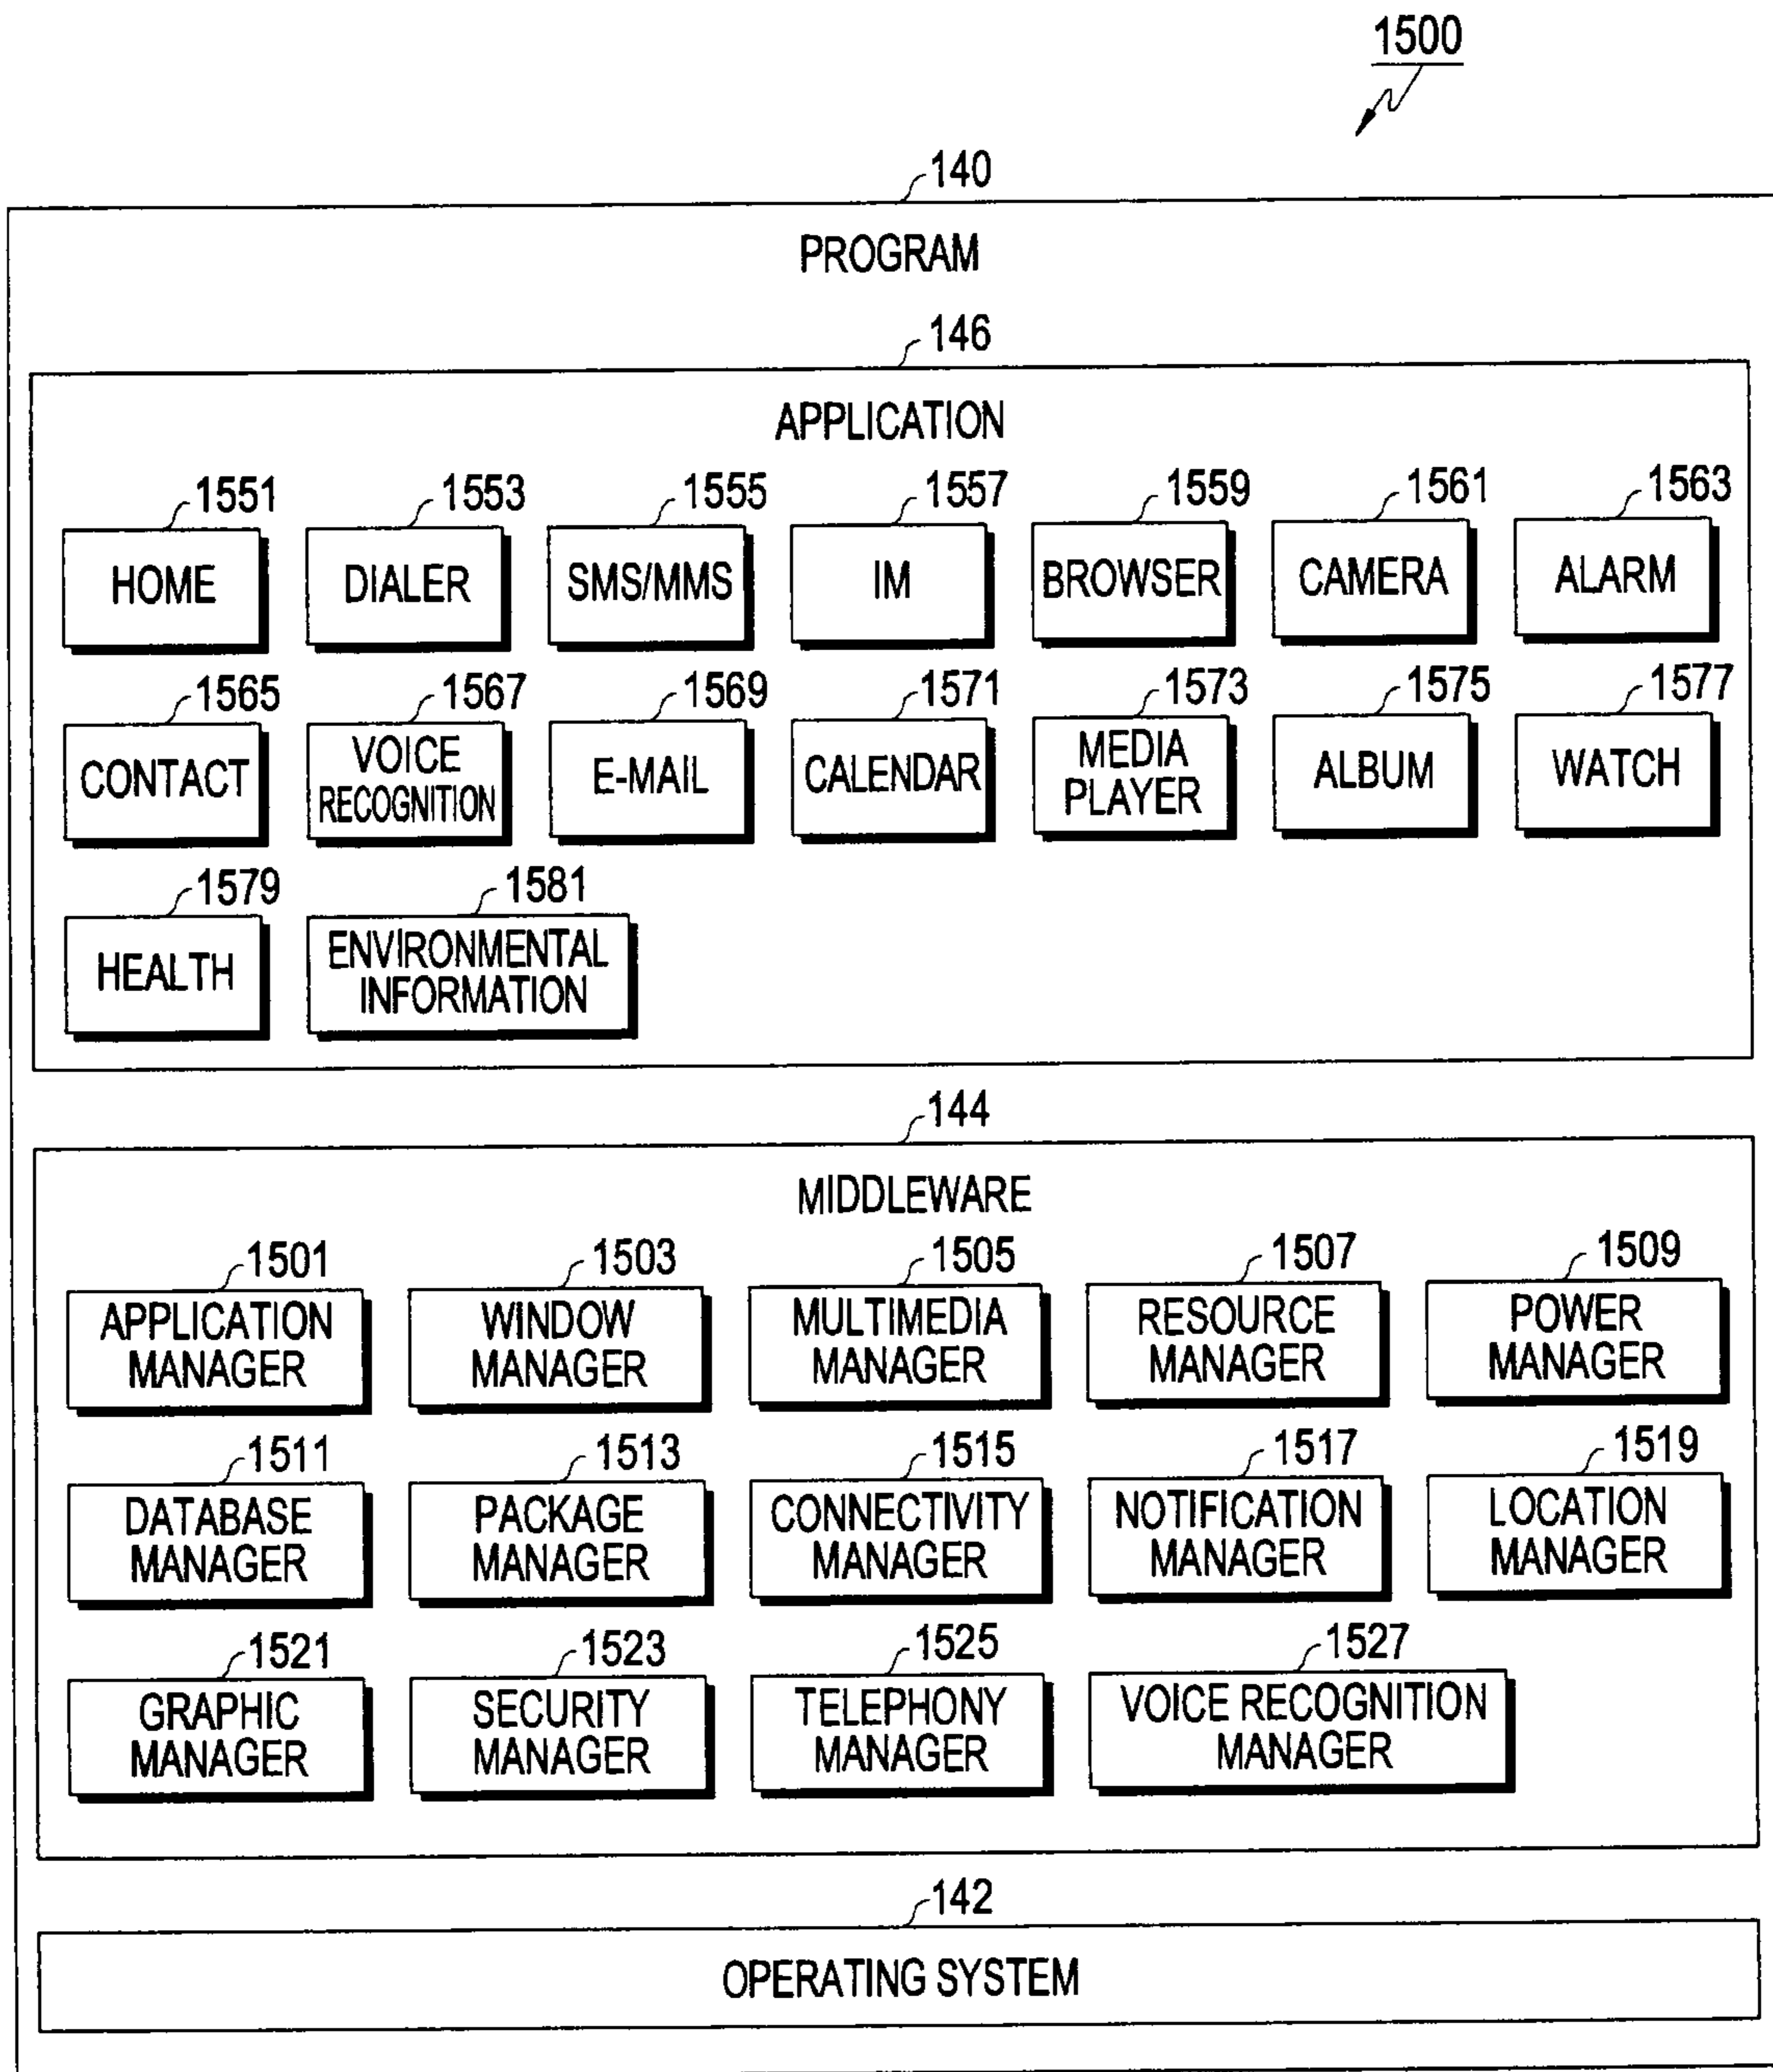 1500
140
PROGRAM
146
APPLICATION
1551 1553 1555 1557 1559 1561 1563
HOME DIALER SMS/MMS IM BROWSER CAMERA ALARM
1565 1567 1569 1571 1573 1575 1577
CONTACT VOICE RECOGNITION E-MAIL CALENDAR MEDIA PLAYER ALBUM WATCH
1579 1581
HEALTH ENVIRONMENTAL INFORMATION
144
MIDDLEWARE
1501 1503 1505 1507 1509
APPLICATION MANAGER WINDOW MANAGER MULTIMEDIA MANAGER RESOURCE MANAGER POWER MANAGER
1511 1513 1515 1517 1519
DATABASE MANAGER PACKAGE MANAGER CONNECTIVITY MANAGER NOTIFICATION MANAGER LOCATION MANAGER
1521 1523 1525 1527
GRAPHIC MANAGER SECURITY MANAGER TELEPHONY MANAGER VOICE RECOGNITION MANAGER
142
OPERATING SYSTEM